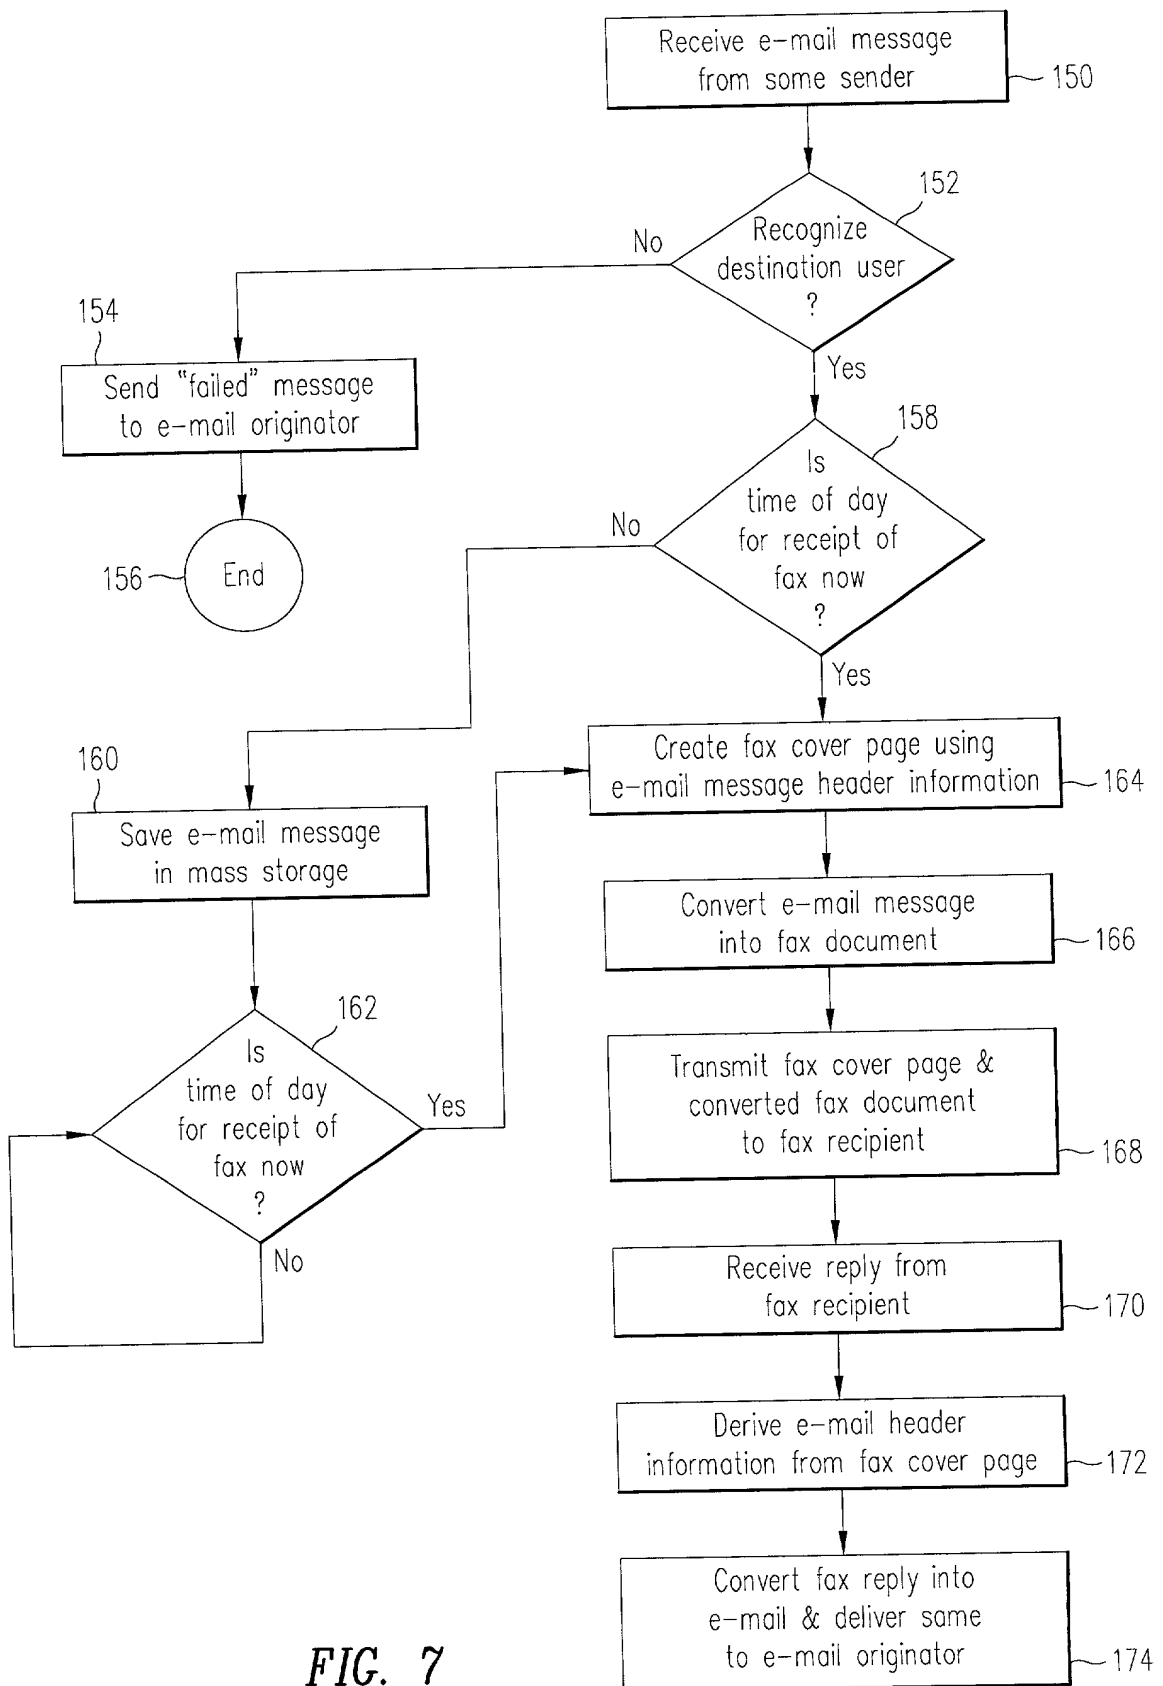 Receive e-mail message
from some sender
150
152
Recognize
destination user
?
No
Yes
154
Send "failed" message
to e-mail originator
156
End
158
Is
time of day
for receipt of
fax now
?
No
Yes
160
Save e-mail message
in mass storage
162
Is
time of day
for receipt of
fax now
?
Yes
No
Create fax cover page using
e-mail message header information
164
Convert e-mail message
into fax document
166
Transmit fax cover page &
converted fax document
to fax recipient
168
Receive reply from
fax recipient
170
Derive e-mail header
information from fax cover page
172
Convert fax reply into
e-mail & deliver same
to e-mail originator
174
FIG. 7